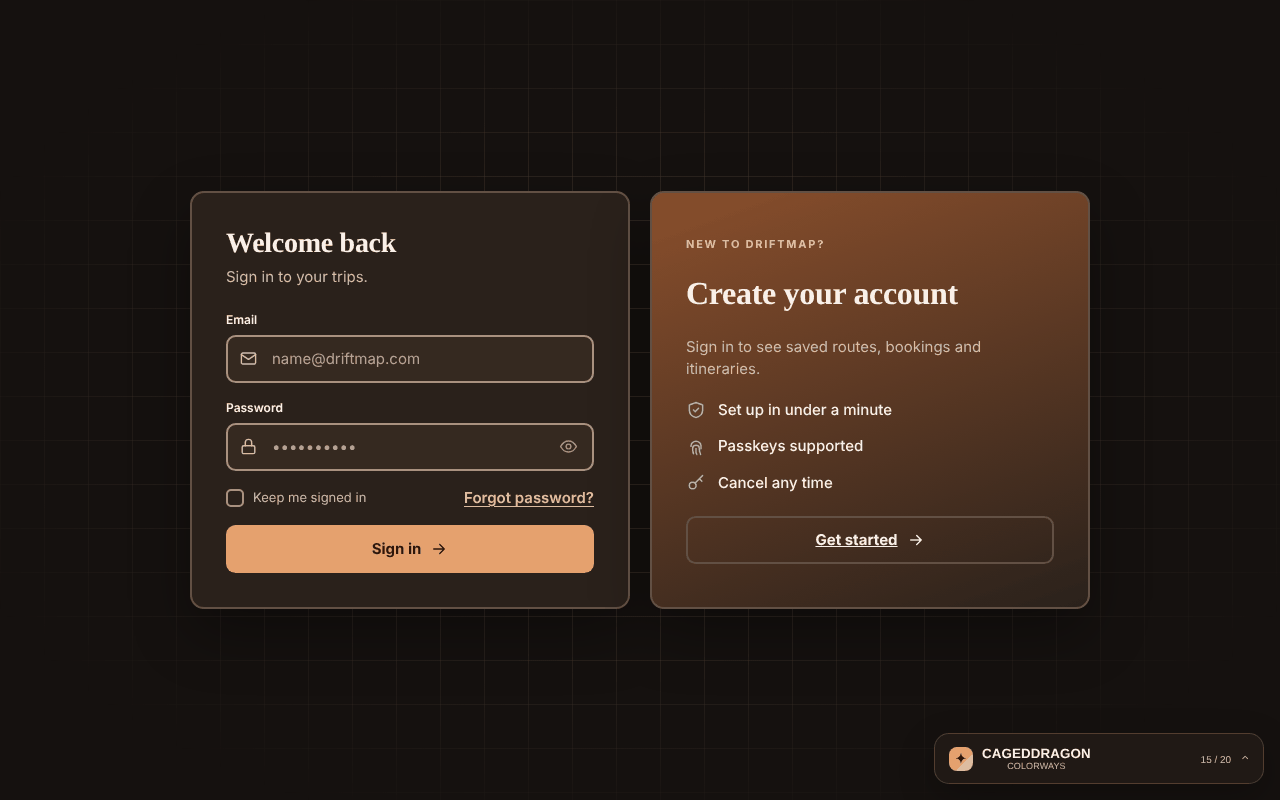 Welcome back
Sign in to your trips.
Email
name@driftmap.com
Password
Keep me signed in
Forgot password?
Sign in
NEW TO DRIFTMAP?
Create your account
Sign in to see saved routes, bookings and
itineraries.
Set up in under a minute
Passkeys supported
Cancel any time
Get started
CAGEDDRAGON
COLORWAYS
15 / 20